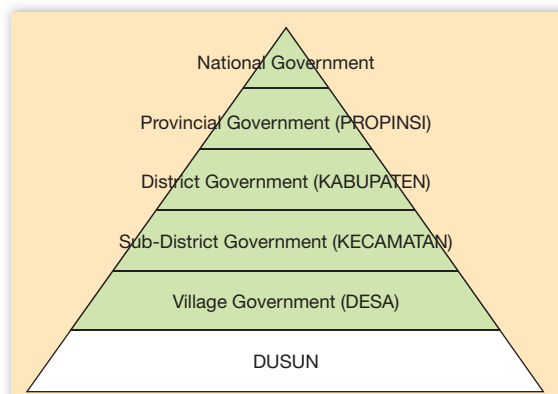 National Government
Provincial Government (PROPINSI)
District Government (KABUPATEN)
Sub-District Government (KECAMATAN)
Village Government (DESA)
DUSUN